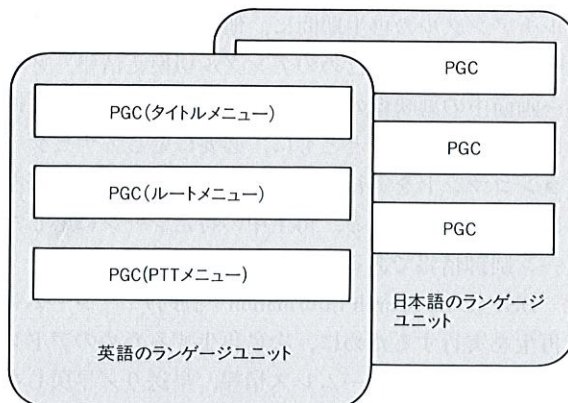 PGC(タイトルメニュー)
PGC(ルートメニュー)
PGC(PTTメニュー)
英語のランゲージユニット
PGC
PGC
PGC
日本語のランゲージ
ユニット